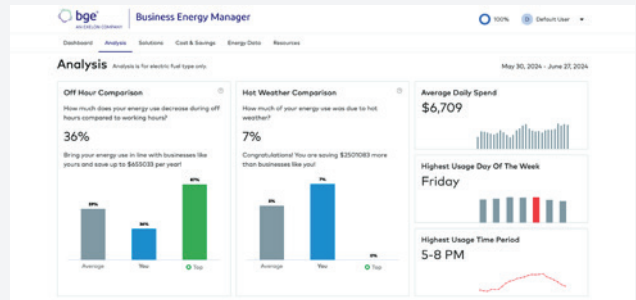 bge
AN EXELON COMPANY
Business Energy Manager
100%
D
Default User
Dashboard
Analysis
Solutions
Cost & Savings
Energy Data
Resources
Analysis
Analysis is for electric fuel type only.
May 30, 2024 - June 27, 2024
Off Hour Comparison
How much does your energy use decrease during off
hours compared to working hours?
36%
Bring your energy use in line with businesses like
yours and save up to $655033 per year!
Average
You
Top
Hot Weather Comparison
How much of your energy use was due to hot
weather?
7%
Congratulations! You are saving $2501083 more
than businesses like you!
7%
Average
You
Top
Average Daily Spend
$6,709
Highest Usage Day Of The Week
Friday
Highest Usage Time Period
5-8 PM